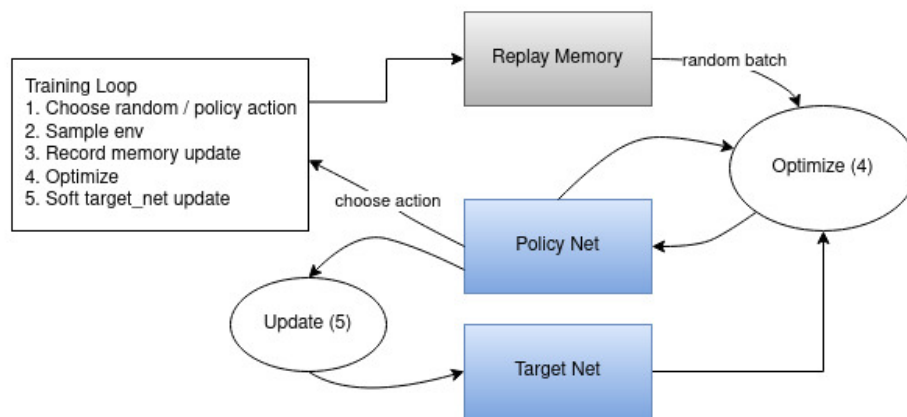 Training Loop
1. Choose random / policy action
2. Sample env
3. Record memory update
4. Optimize
5. Soft target_net update
Replay Memory
random batch
Optimize (4)
choose action
Policy Net
Update (5)
Target Net